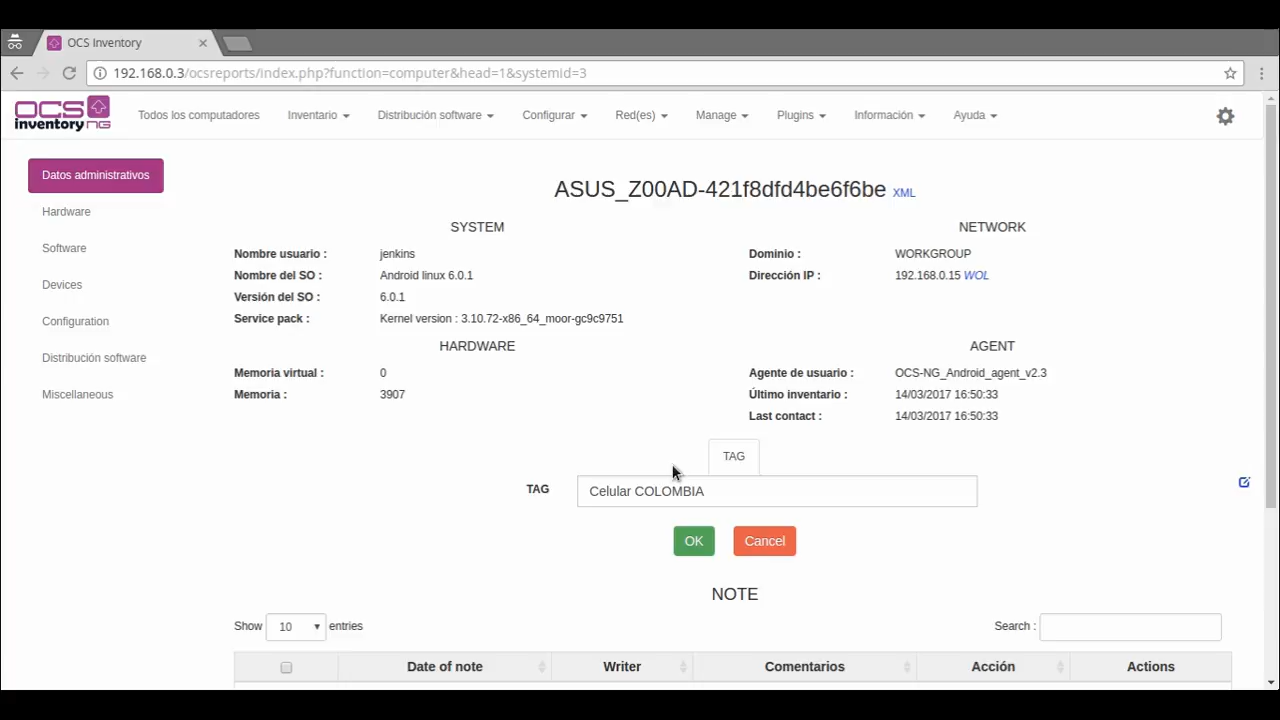 OCS Inventory
192.168.0.3/ocsreports/index.php?function=computer&head=1&systemid=3
OCS inventory NG
Todos los computadores Inventario Distribución software Configurar Red(es) Manage Plugins Información Ayuda
Datos administrativos
Hardware
Software
Devices
Configuration
Distribución software
Miscellaneous
ASUS_Z00AD-421f8dfd4be6f6be XML
SYSTEM
Nombre usuario : jenkins
Nombre del SO : Android linux 6.0.1
Versión del SO : 6.0.1
Service pack : Kernel version : 3.10.72-x86_64_moor-gc9c9751
NETWORK
Dominio : WORKGROUP
Dirección IP : 192.168.0.15 WOL
HARDWARE
Memoria virtual : 0
Memoria : 3907
AGENT
Agente de usuario : OCS-NG_Android_agent_v2.3
Último inventario : 14/03/2017 16:50:33
Last contact : 14/03/2017 16:50:33
TAG
TAG Celular COLOMBIA
OK Cancel
NOTE
Show 10 entries Search :
Date of note Writer Comentarios Acción Actions